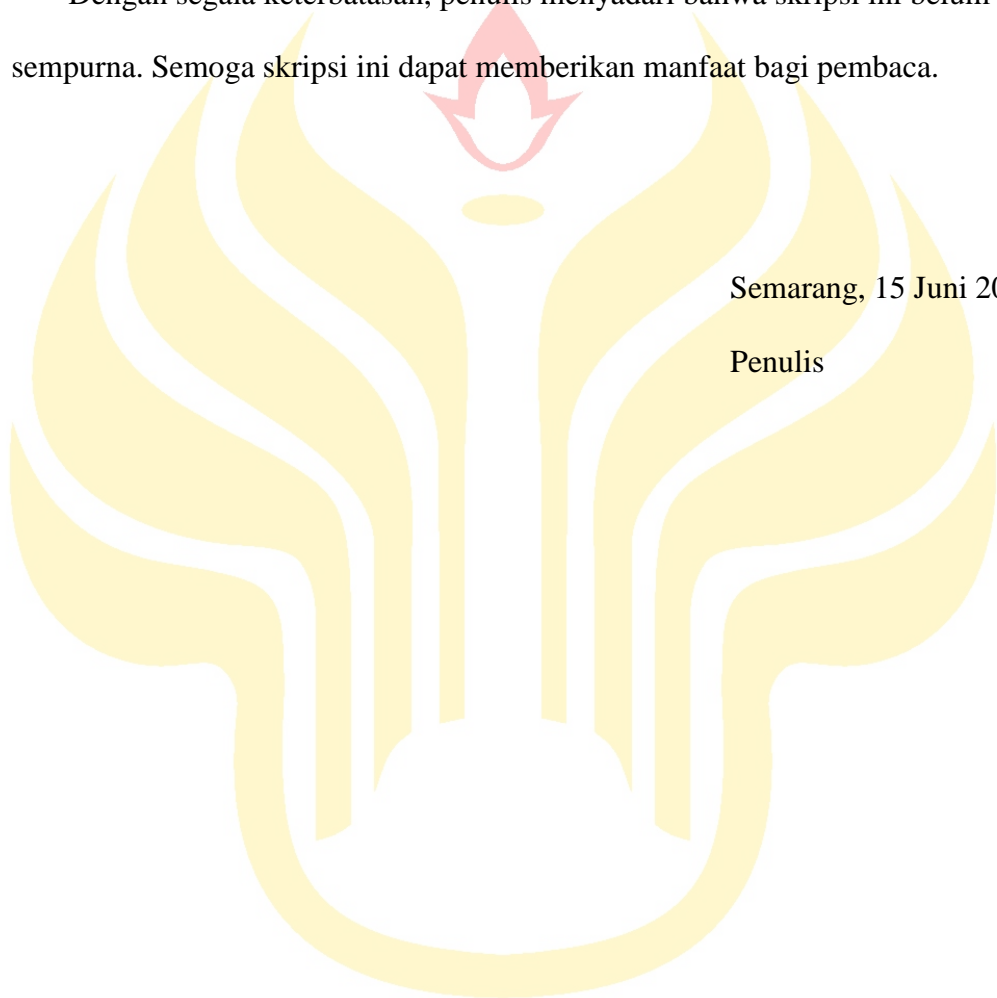 Dengan segala keterbatasan, penulis menyadari bahwa skripsi ini belum
sempurna. Semoga skripsi ini dapat memberikan manfaat bagi pembaca.
Semarang, 15 Juni
Penulis